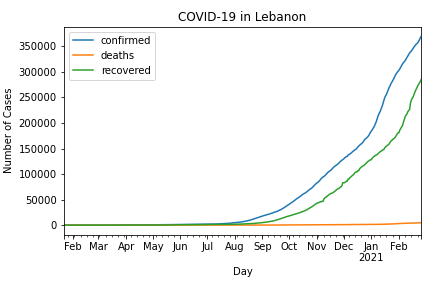 COVID-19 in Lebanon
confirmed
deaths
recovered
Number of Cases
350000
300000
250000
200000
150000
100000
50000
0
Feb Mar Apr May Jun Jul Aug Sep Oct Nov Dec Jan Feb
2021
Day